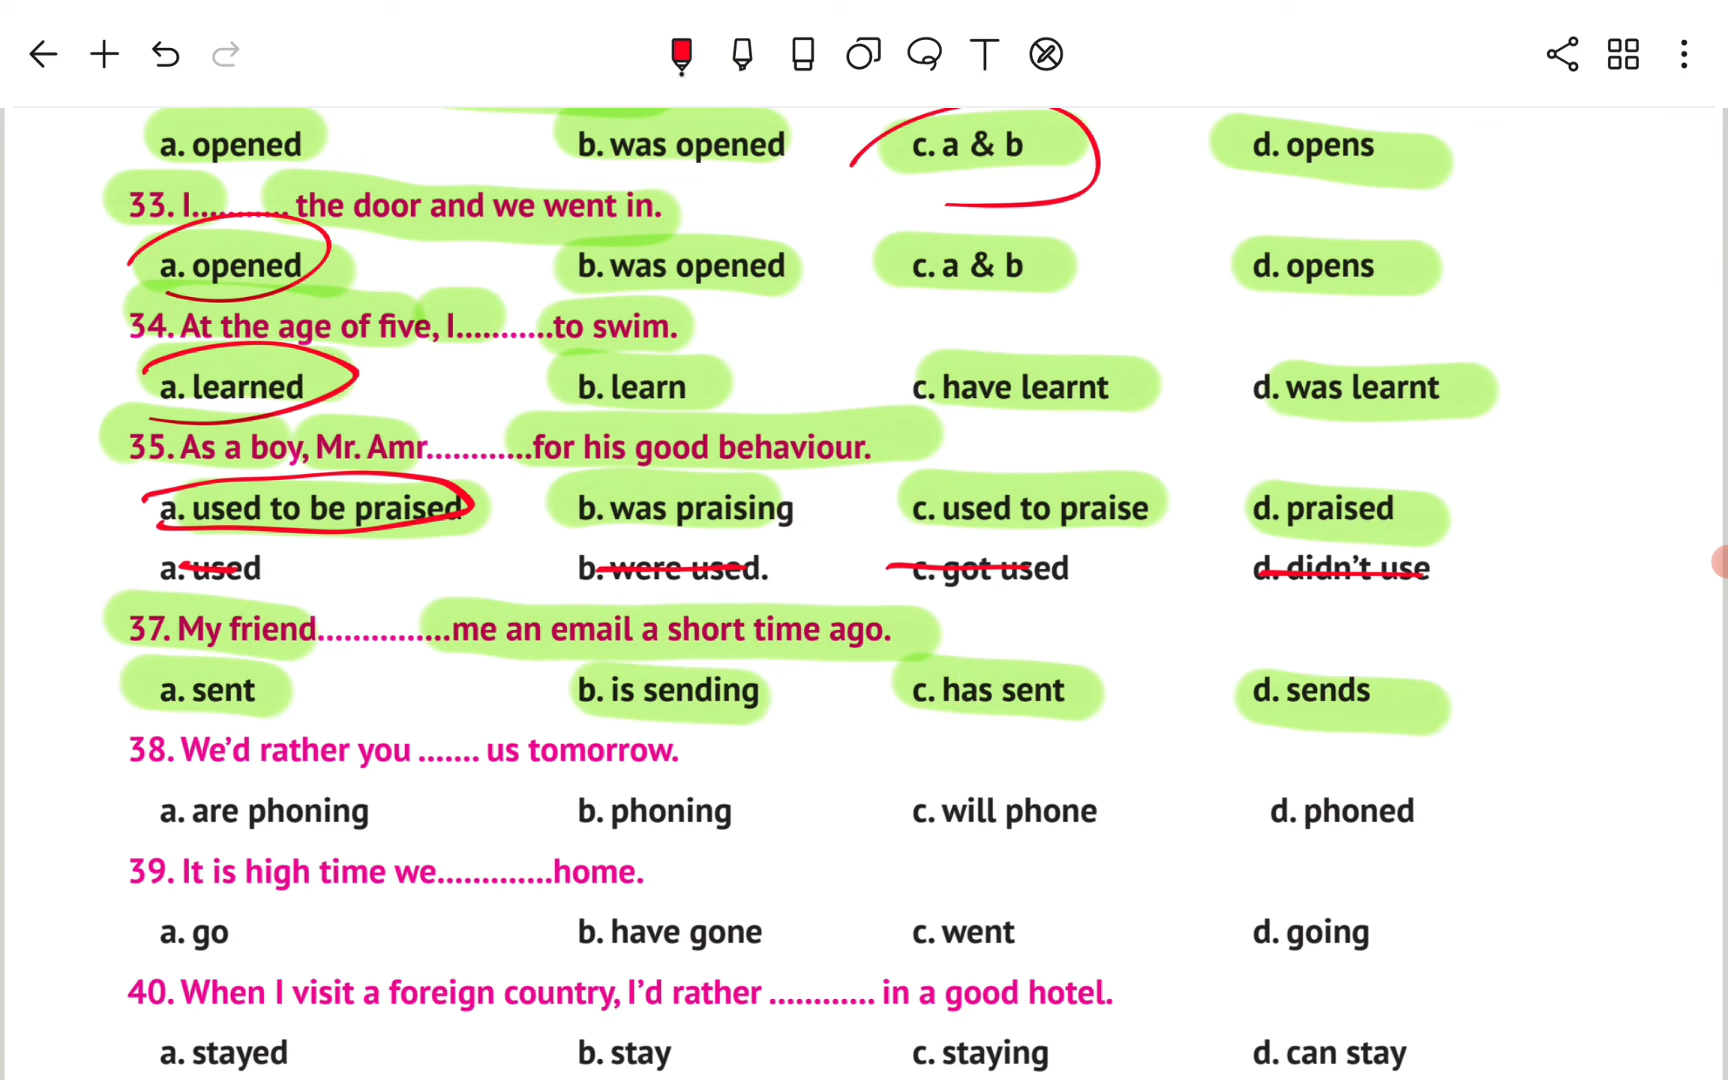 a. opened b. was opened c. a & b d. opens
33. I........... the door and we went in.
a. opened b. was opened c. a & b d. opens
34. At the age of five, I...........to swim.
a. learned b. learn c. have learnt d. was learnt
35. As a boy, Mr. Amr............for his good behaviour.
a. used to be praised b. was praising c. used to praise d. praised
a. used b. were used. c. got used d. didn't use
37. My friend...............me an email a short time ago.
a. sent b. is sending c. has sent d. sends
38. We'd rather you ....... us tomorrow.
a. are phoning b. phoning c. will phone d. phoned
39. It is high time we.............home.
a. go b. have gone c. went d. going
40. When I visit a foreign country, I'd rather ............ in a good hotel.
a. stayed b. stay c. staying d. can stay